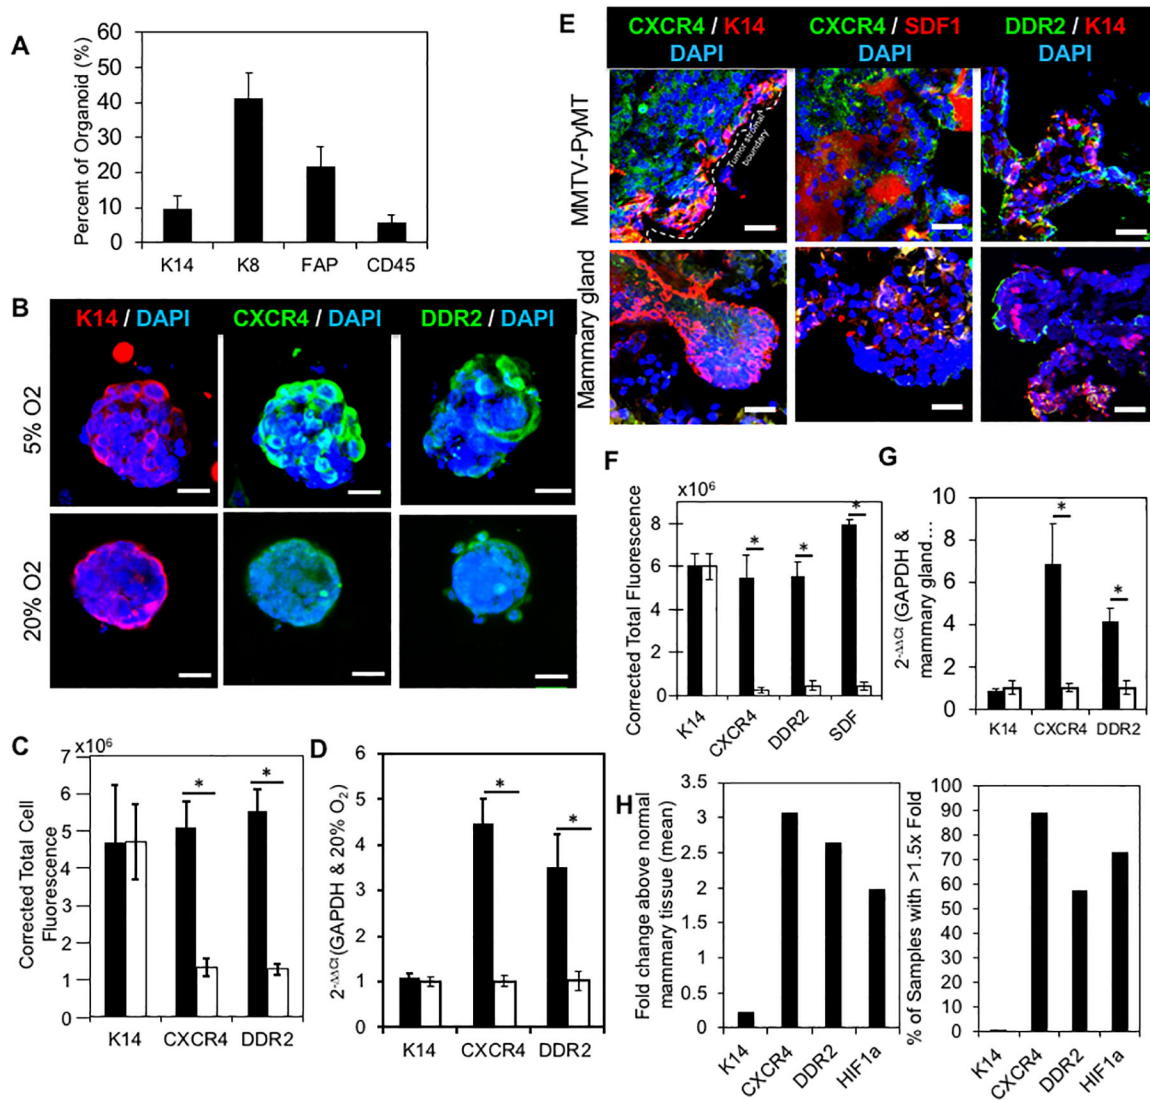 A
Percent of Organoid (%)
60
50
40
30
20
10
0
K14 K8 FAP CD45
B
K14 / DAPI
CXCR4 / DAPI
DDR2 / DAPI
5% O2
20% O2
C
x10⁶
Corrected Total Cell
Fluorescence
7
6
5
4
3
2
1
0
*
*
K14 CXCR4 DDR2
D
2-ΔΔCt (GAPDH & 20% O₂)
6
5
4
3
2
1
0
*
*
K14 CXCR4 DDR2
E
CXCR4 / K14
DAPI
CXCR4 / SDF1
DAPI
DDR2 / K14
DAPI
MMTV-PyMT
Tumor stromal
boundary
Mammary gland
F
x10⁶
Corrected Total Fluorescence
8
6
4
2
0
*
*
*
K14
CXCR4
DDR2
SDF
G
2-ΔΔCt (GAPDH &
mammary gland…
10
8
6
4
2
0
*
*
K14 CXCR4 DDR2
H
Fold change above normal
mammary tissue (mean)
3.5
3
2.5
2
1.5
1
0.5
0
K14
CXCR4
DDR2
HIF1a
% of Samples with >1.5x Fold
100
90
80
70
60
50
40
30
20
10
0
K14
CXCR4
DDR2
HIF1a